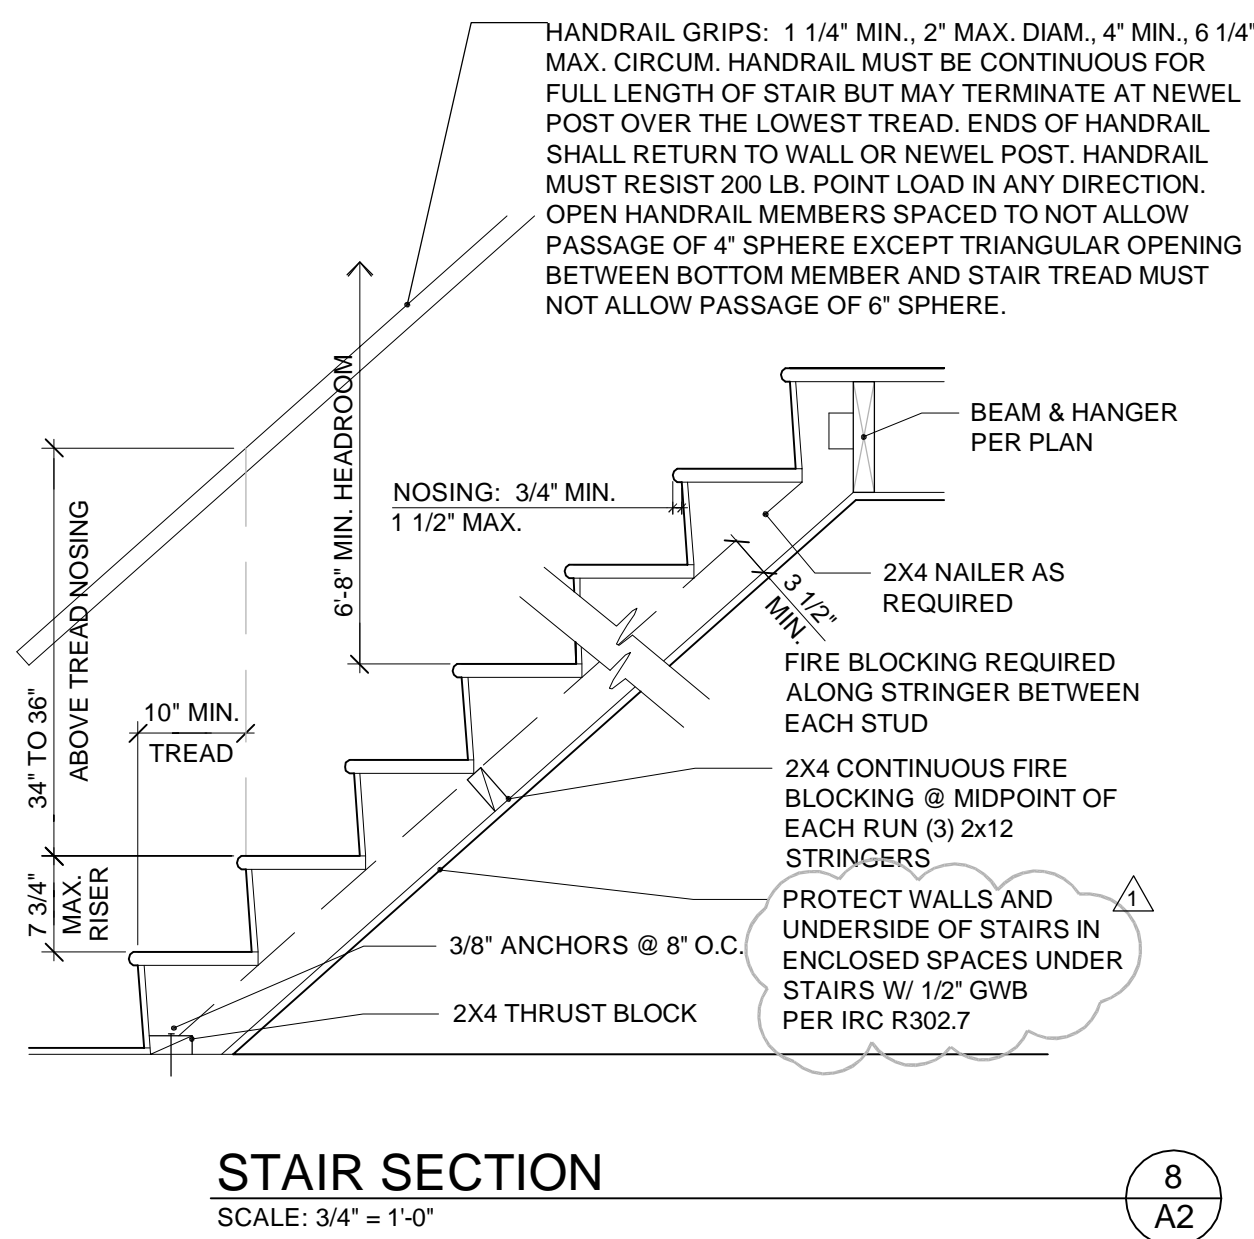 HANDRAIL GRIPS: 1 1/4" MIN., 2" MAX. DIAM., 4" MIN., 6 1/4"
MAX. CIRCUM. HANDRAIL MUST BE CONTINUOUS FOR
FULL LENGTH OF STAIR BUT MAY TERMINATE AT NEWEL
POST OVER THE LOWEST TREAD. ENDS OF HANDRAIL
SHALL RETURN TO WALL OR NEWEL POST. HANDRAIL
MUST RESIST 200 LB. POINT LOAD IN ANY DIRECTION.
OPEN HANDRAIL MEMBERS SPACED TO NOT ALLOW
PASSAGE OF 4" SPHERE EXCEPT TRIANGULAR OPENING
BETWEEN BOTTOM MEMBER AND STAIR TREAD MUST
NOT ALLOW PASSAGE OF 6" SPHERE.
BEAM & HANGER
PER PLAN
6'-8" MIN. HEADROOM
NOSING: 3/4" MIN.
1 1/2" MAX.
34" TO 36"
ABOVE TREAD NOSING
2X4 NAILER AS
REQUIRED
3 1/2"
MIN.
FIRE BLOCKING REQUIRED
ALONG STRINGER BETWEEN
EACH STUD
10" MIN.
TREAD
2X4 CONTINUOUS FIRE
BLOCKING @ MIDPOINT OF
EACH RUN (3) 2x12
STRINGERS
7 3/4"
MAX.
RISER
PROTECT WALLS AND
UNDERSIDE OF STAIRS IN
ENCLOSED SPACES UNDER
STAIRS W/ 1/2" GWB
PER IRC R302.7
1
3/8" ANCHORS @ 8" O.C.
2X4 THRUST BLOCK
STAIR SECTION
SCALE: 3/4" = 1'-0"
8
A2